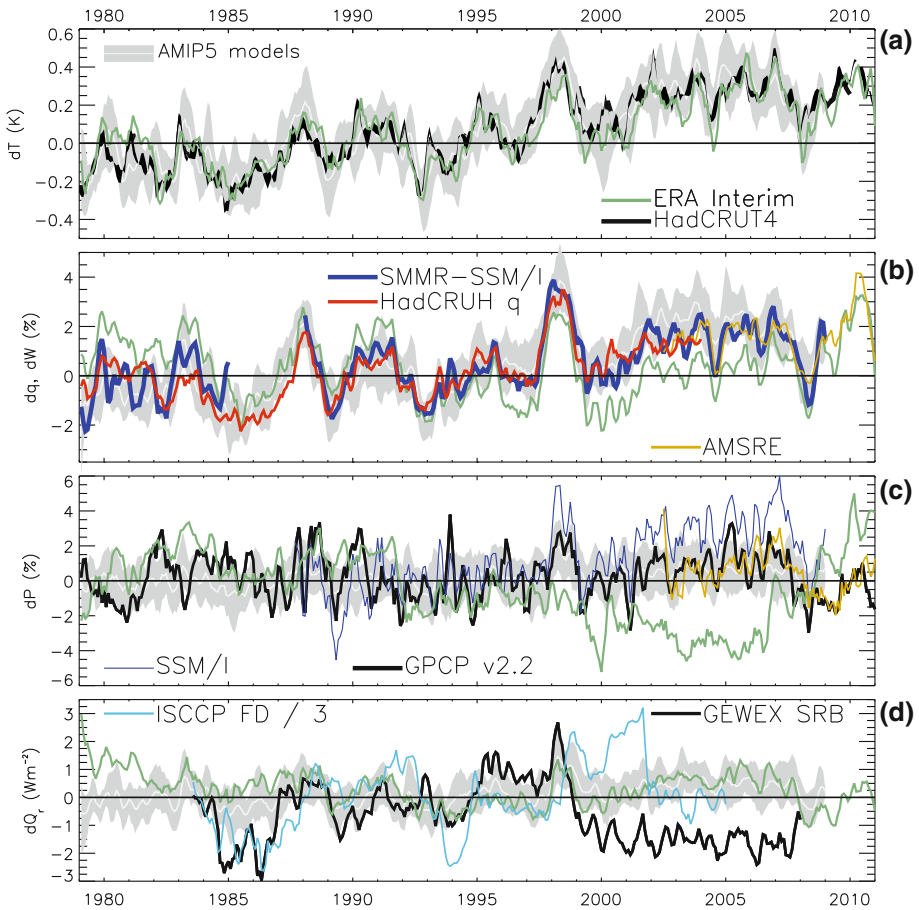 1980 1985 1990 1995 2000 2005 2010
(a)
AMIP5 models
ERA Interim
HadCRUT4
dT (K)
0.6
0.4
0.2
0.0
−0.2
−0.4
(b)
SMMR−SSM/I
HadCRUH q
AMSRE
dq, dW (%)
4
2
0
−2
(c)
SSM/I
GPCP v2.2
dP (%)
6
4
2
0
−2
−4
−6
(d)
ISCCP FD / 3
GEWEX SRB
dQr (Wm−2)
3
2
1
0
−1
−2
−3
1980 1985 1990 1995 2000 2005 2010